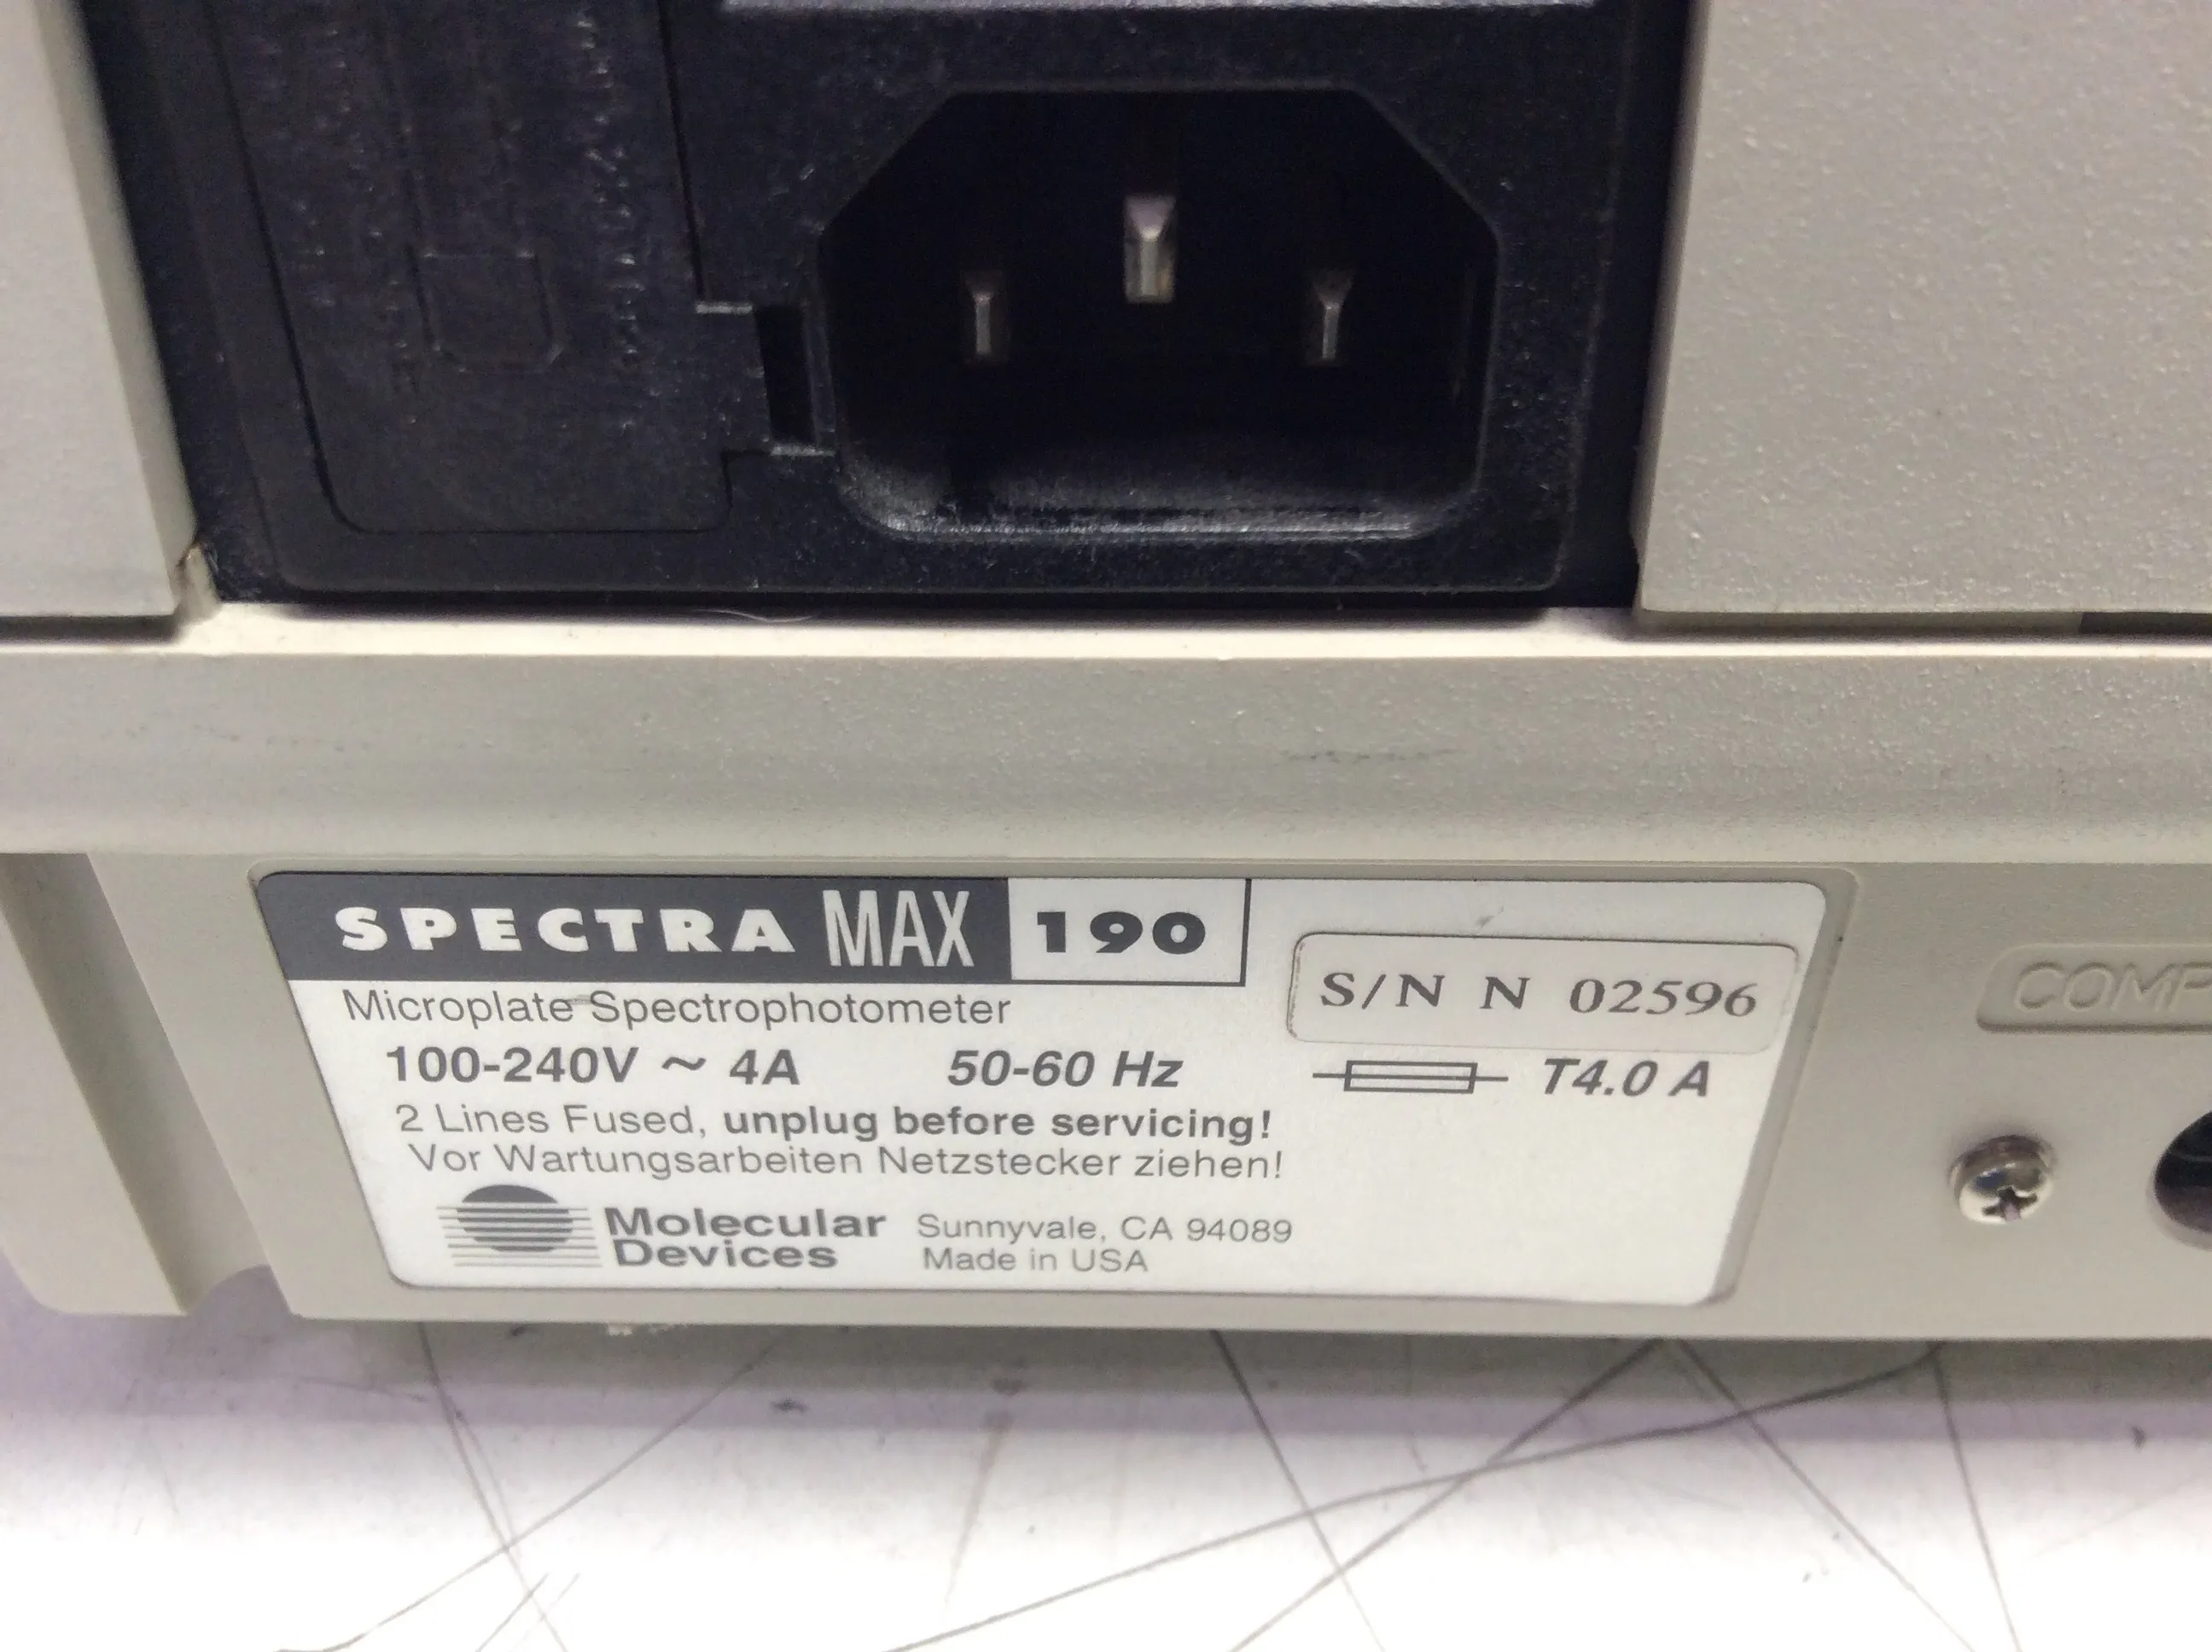 SPECTRA MAX 190
S/N N 02596
Microplate Spectrophotometer
100-240V ~ 4A 50-60 Hz T4.0 A
2 Lines Fused, unplug before servicing!
Vor Wartungsarbeiten Netzstecker ziehen!
Molecular Devices
Sunnyvale, CA 94089
Made in USA
COMP